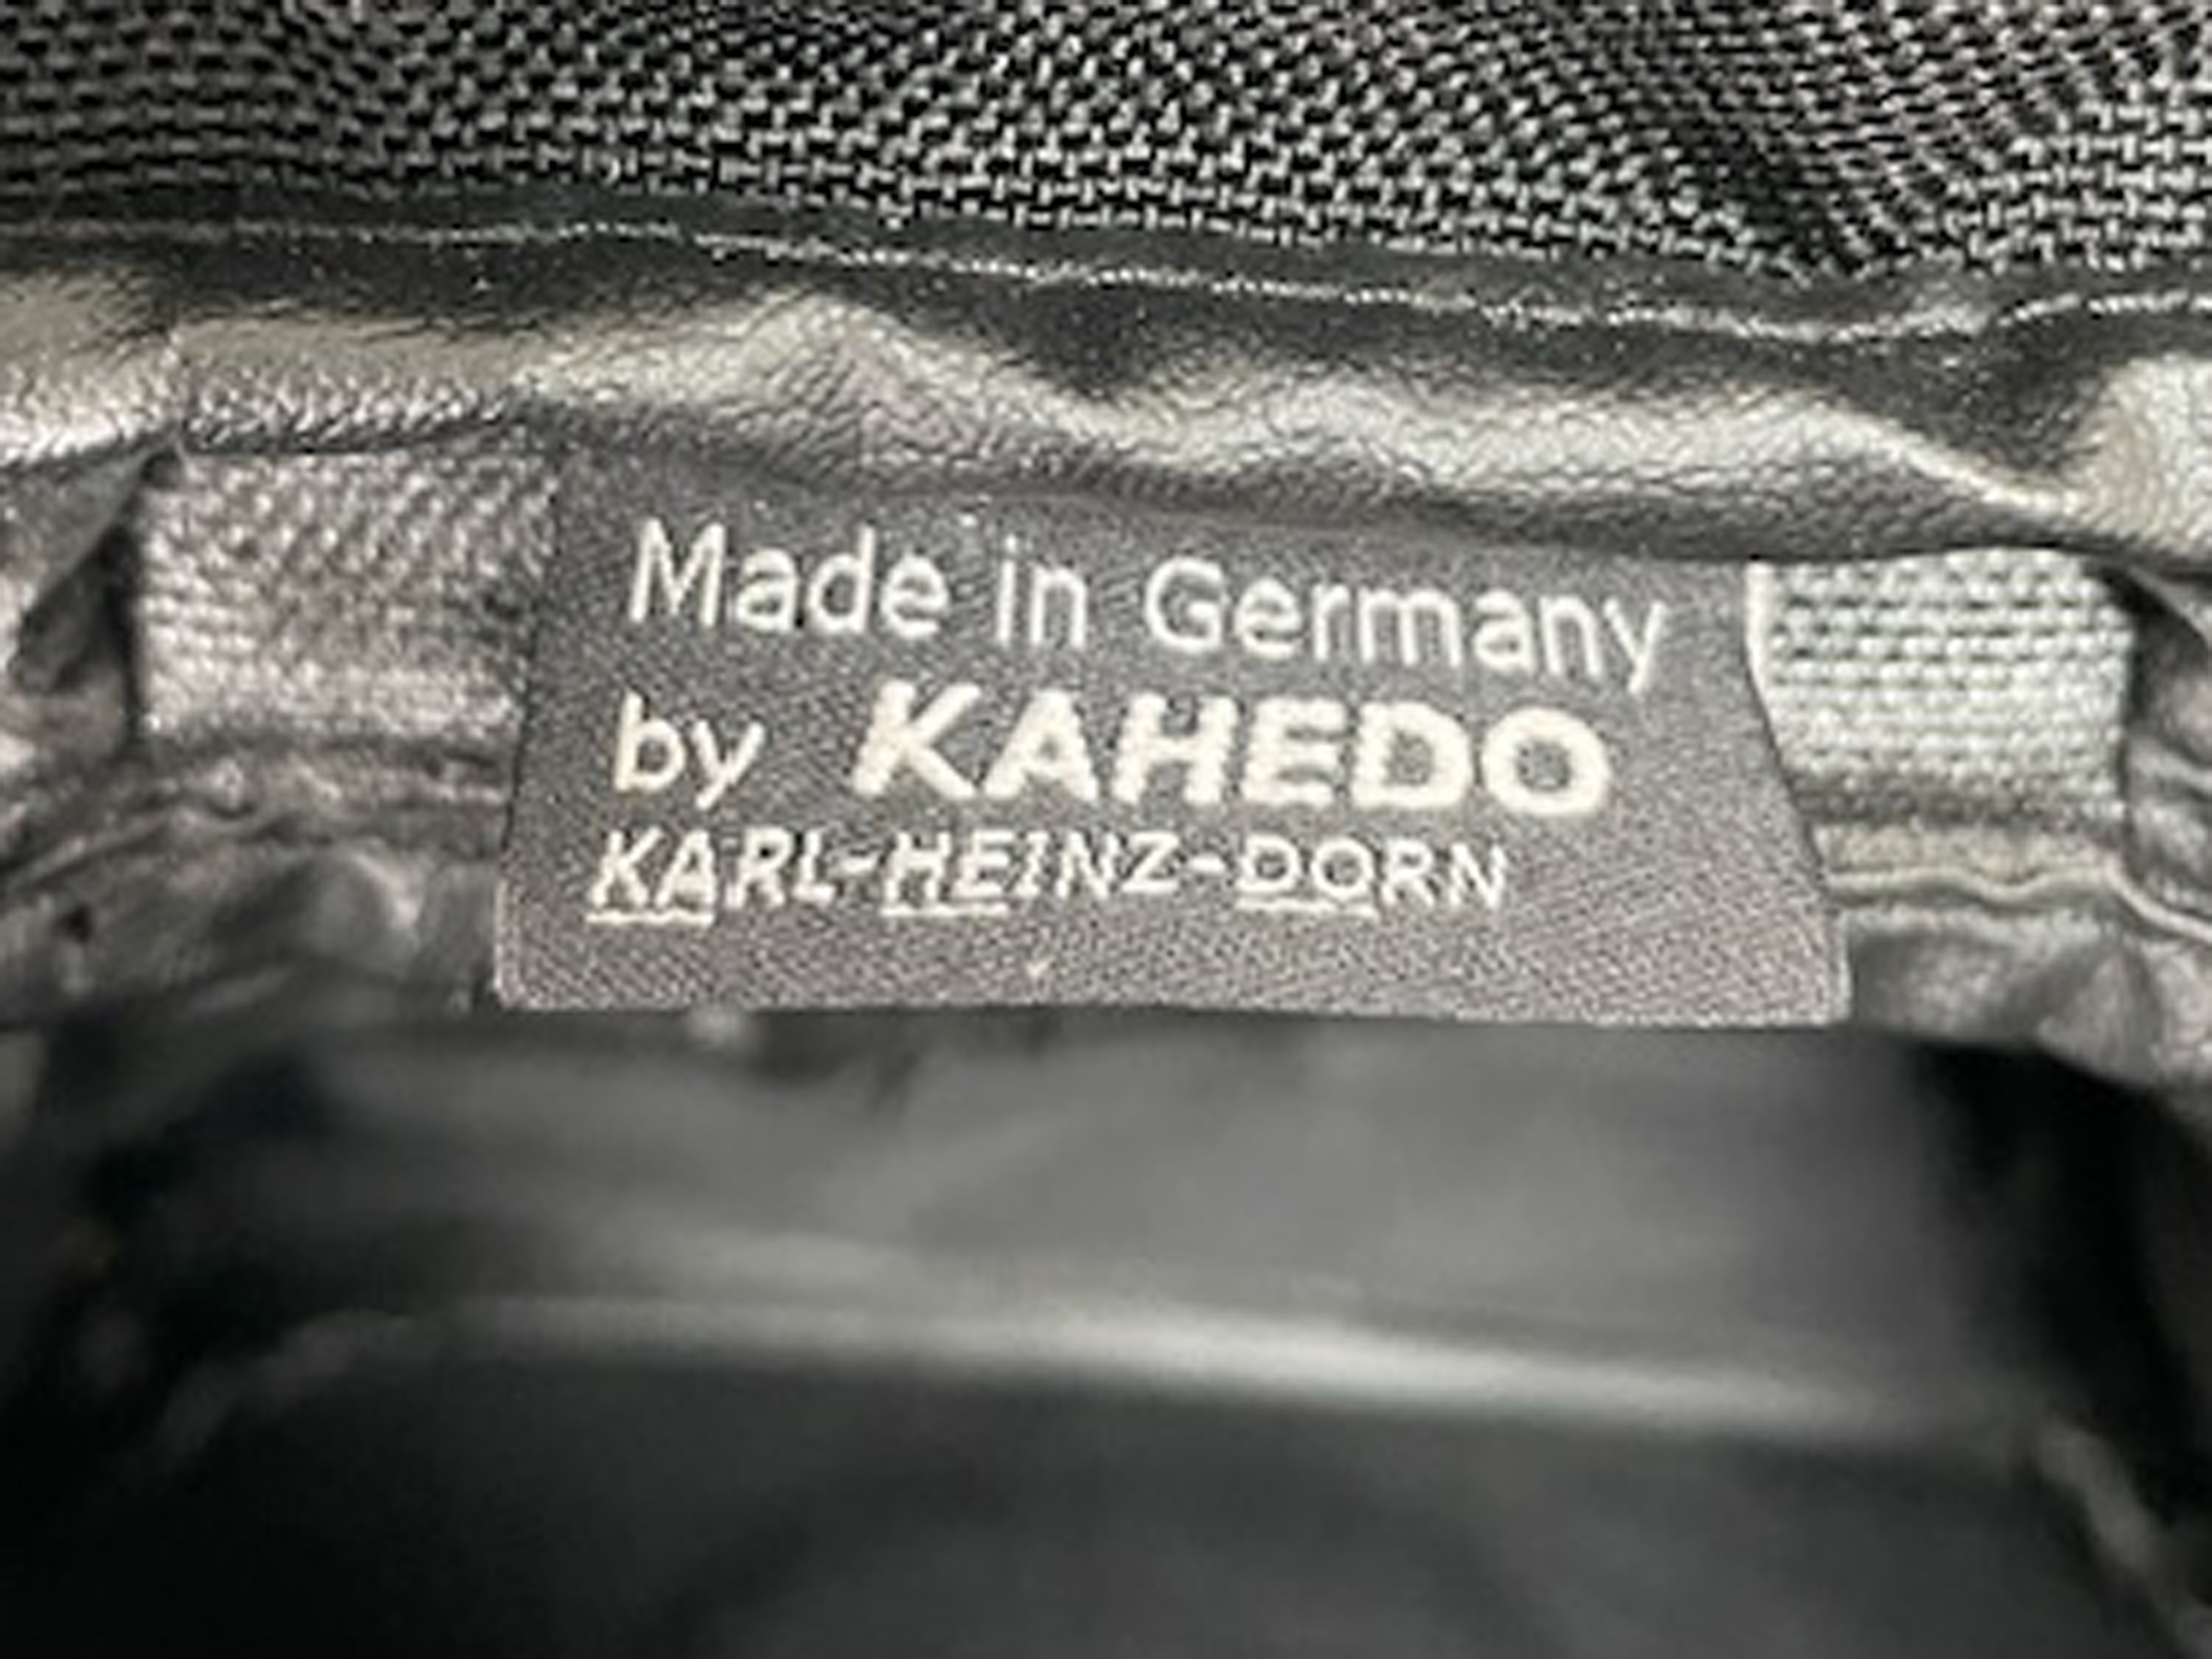 Made in Germany
by KAHEDO
KARL-HEINZ-DORN